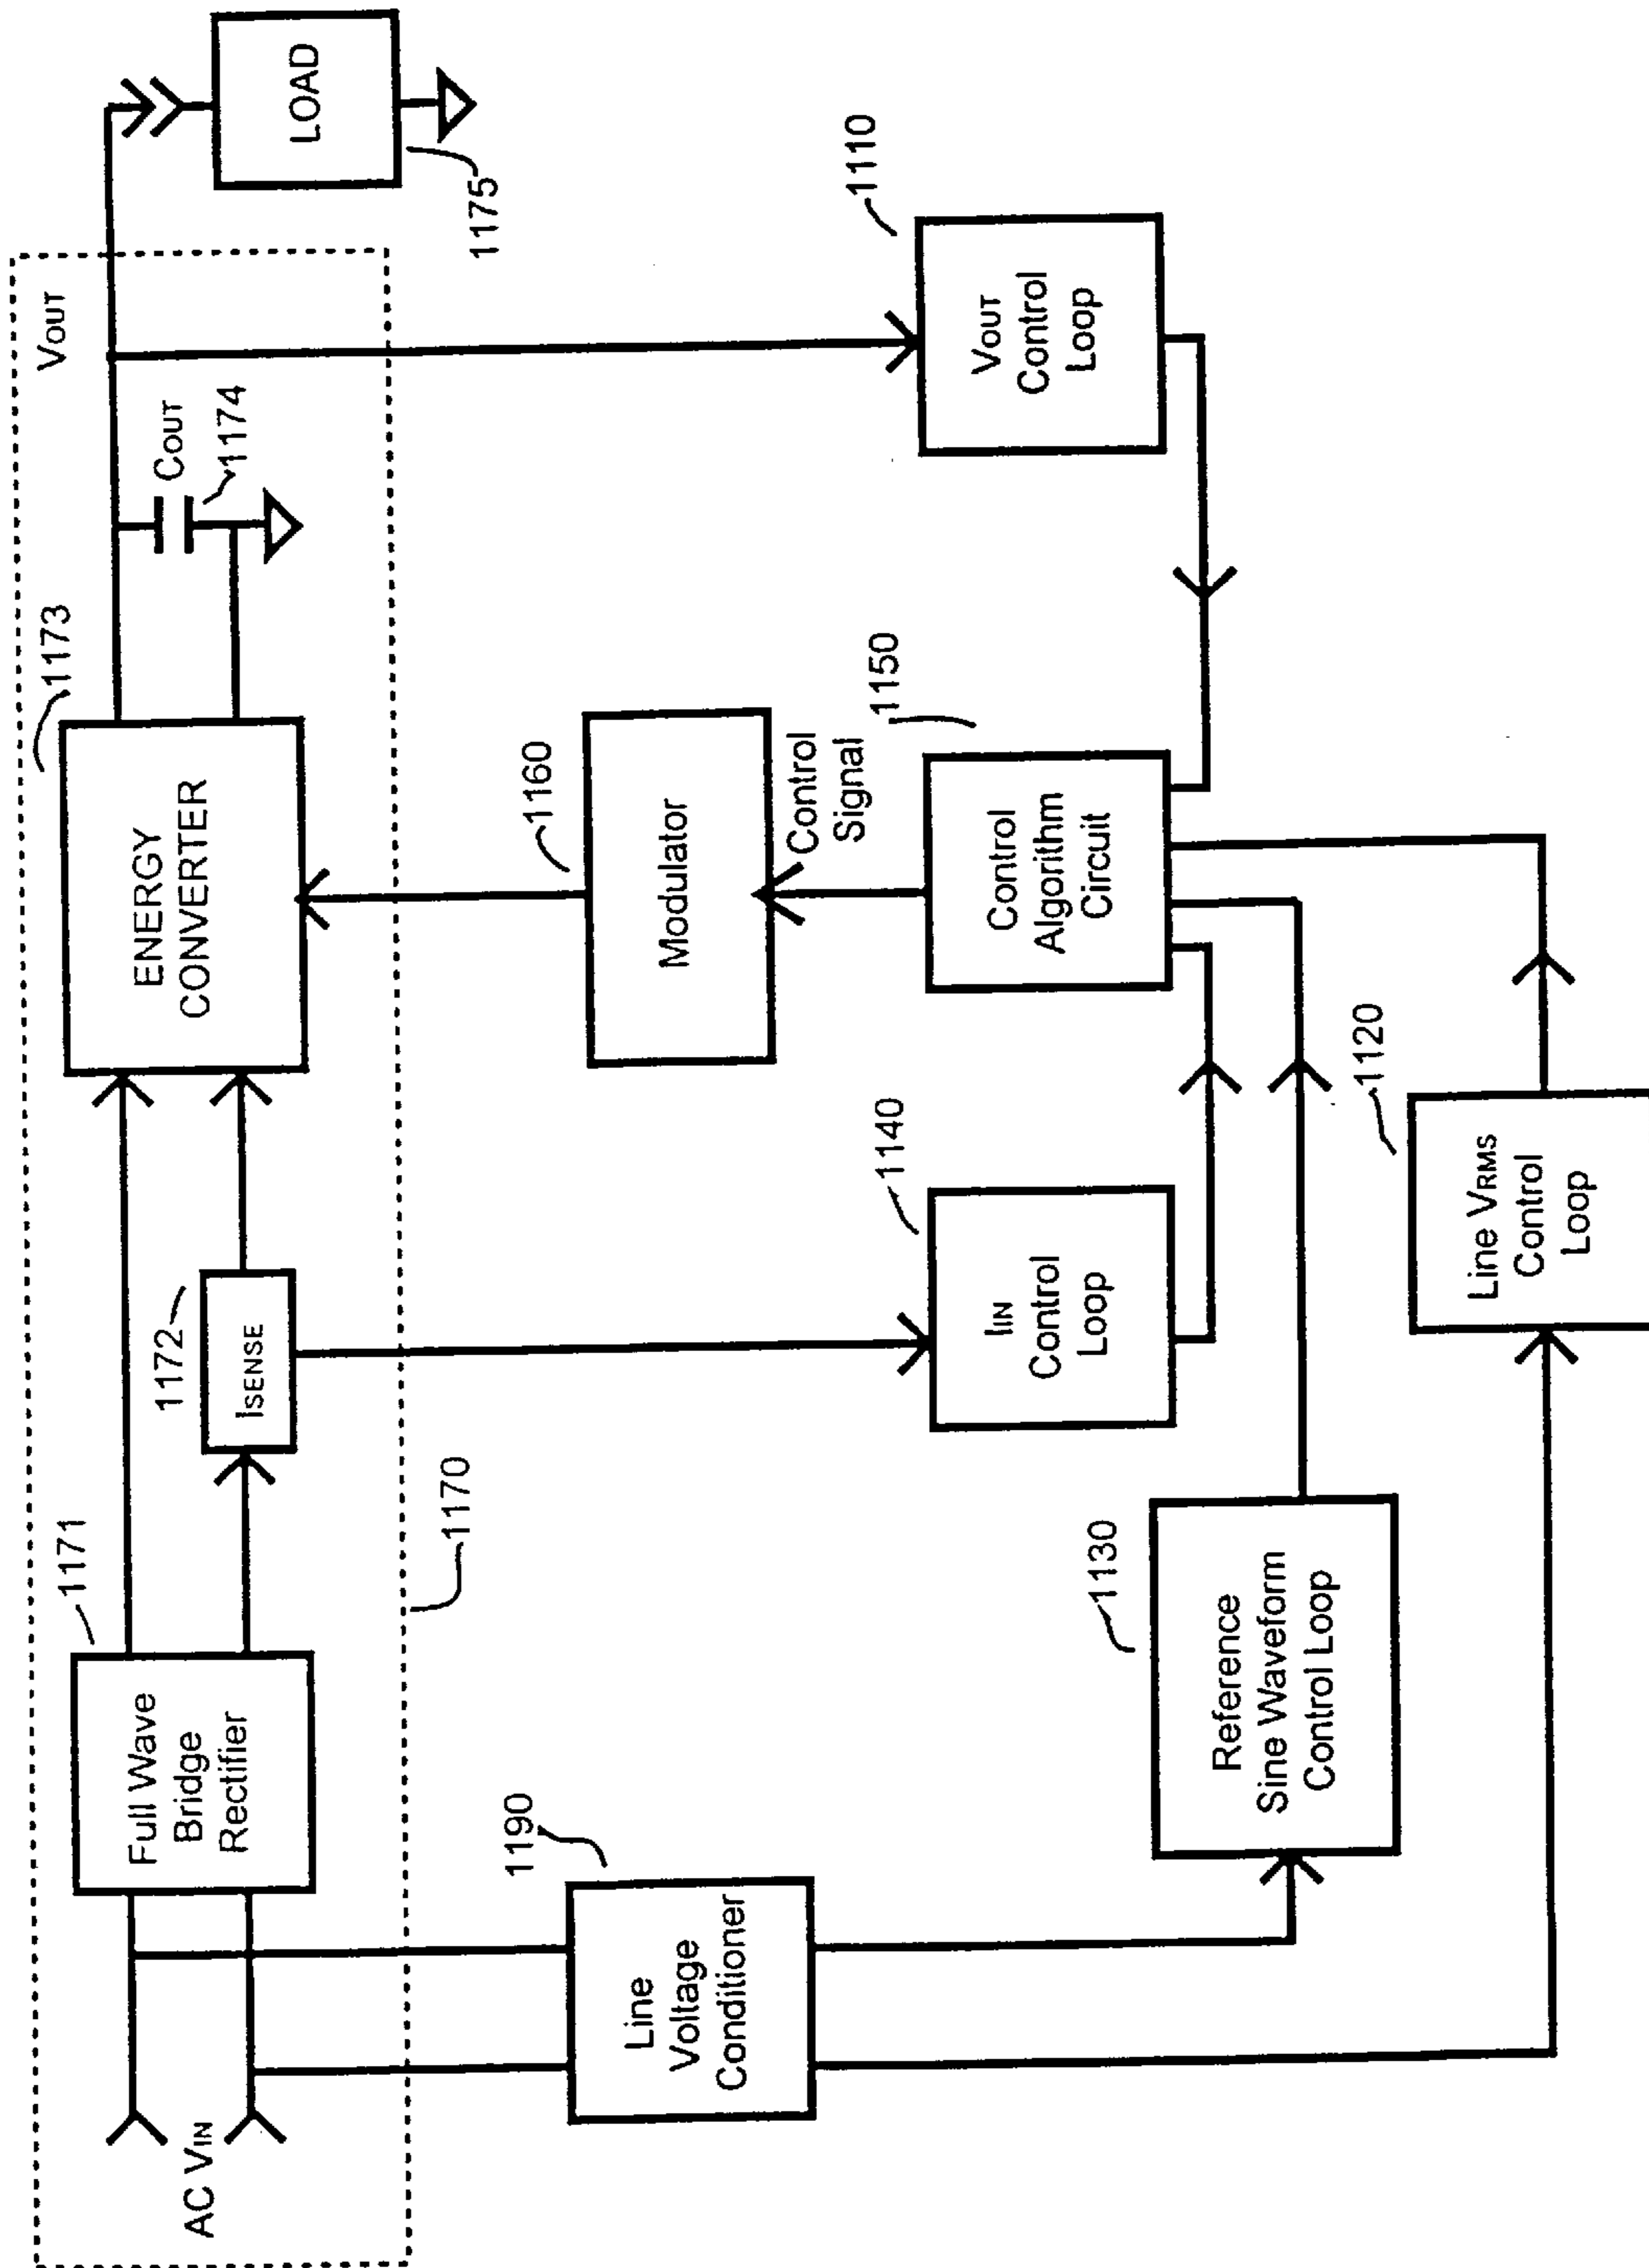 AC VIN
Full Wave
Bridge
Rectifier
1171
ISENSE
1172
ENERGY
CONVERTER
1173
COUT
1174
VOUT
LOAD
1175
1170
Line
Voltage
Conditioner
1190
Modulator
1160
Control
Signal
Control
Algorithm
Circuit
1150
IIN
Control
Loop
1140
VOUT
Control
Loop
1110
Reference
Sine Waveform
Control Loop
1130
Line VRMS
Control
Loop
1120